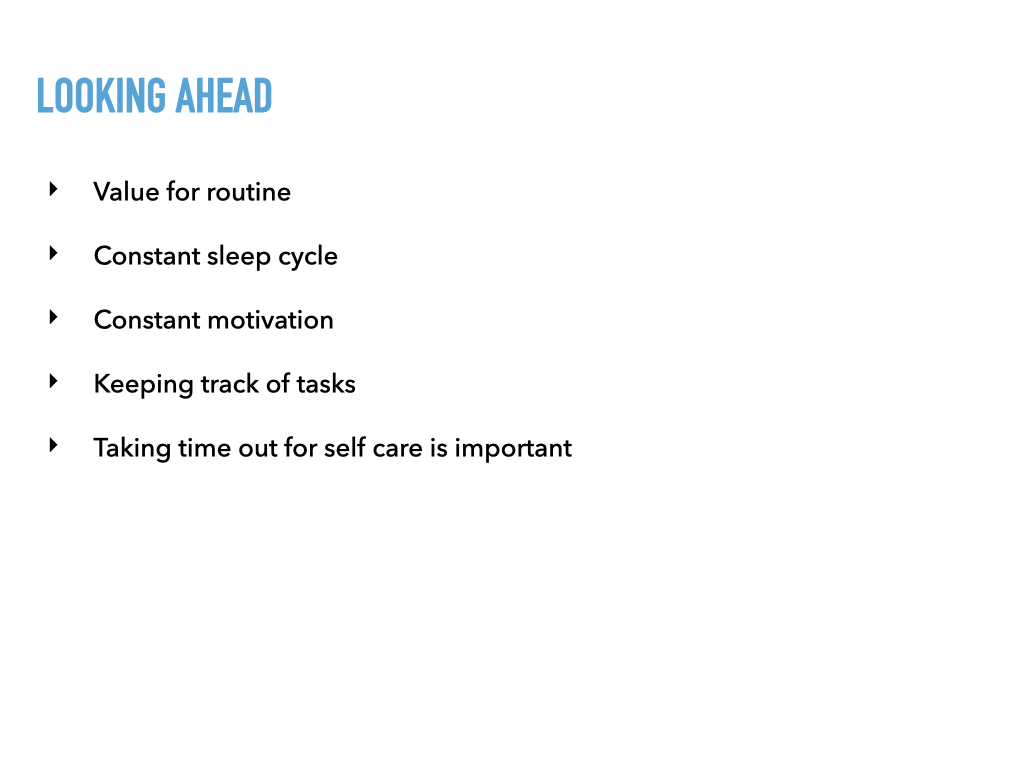 LOOKING AHEAD
‣ Value for routine
‣ Constant sleep cycle
‣ Constant motivation
‣ Keeping track of tasks
‣ Taking time out for self care is important